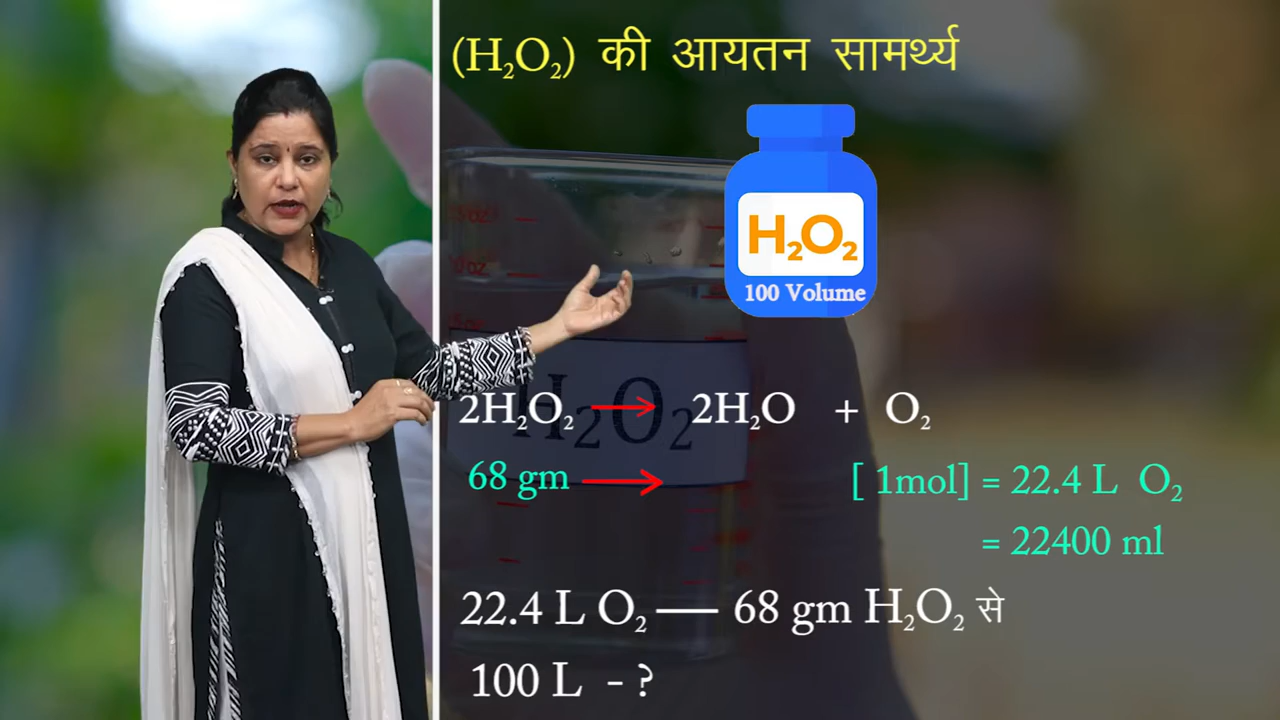 (H₂O₂) की आयतन सामर्थ्य
H₂O₂
100 Volume
H₂O₂
2H₂O₂ → 2H₂O + O₂
68 gm → [ 1mol] = 22.4 L O₂
= 22400 ml
22.4 L O₂ — 68 gm H₂O₂ से
100 L - ?